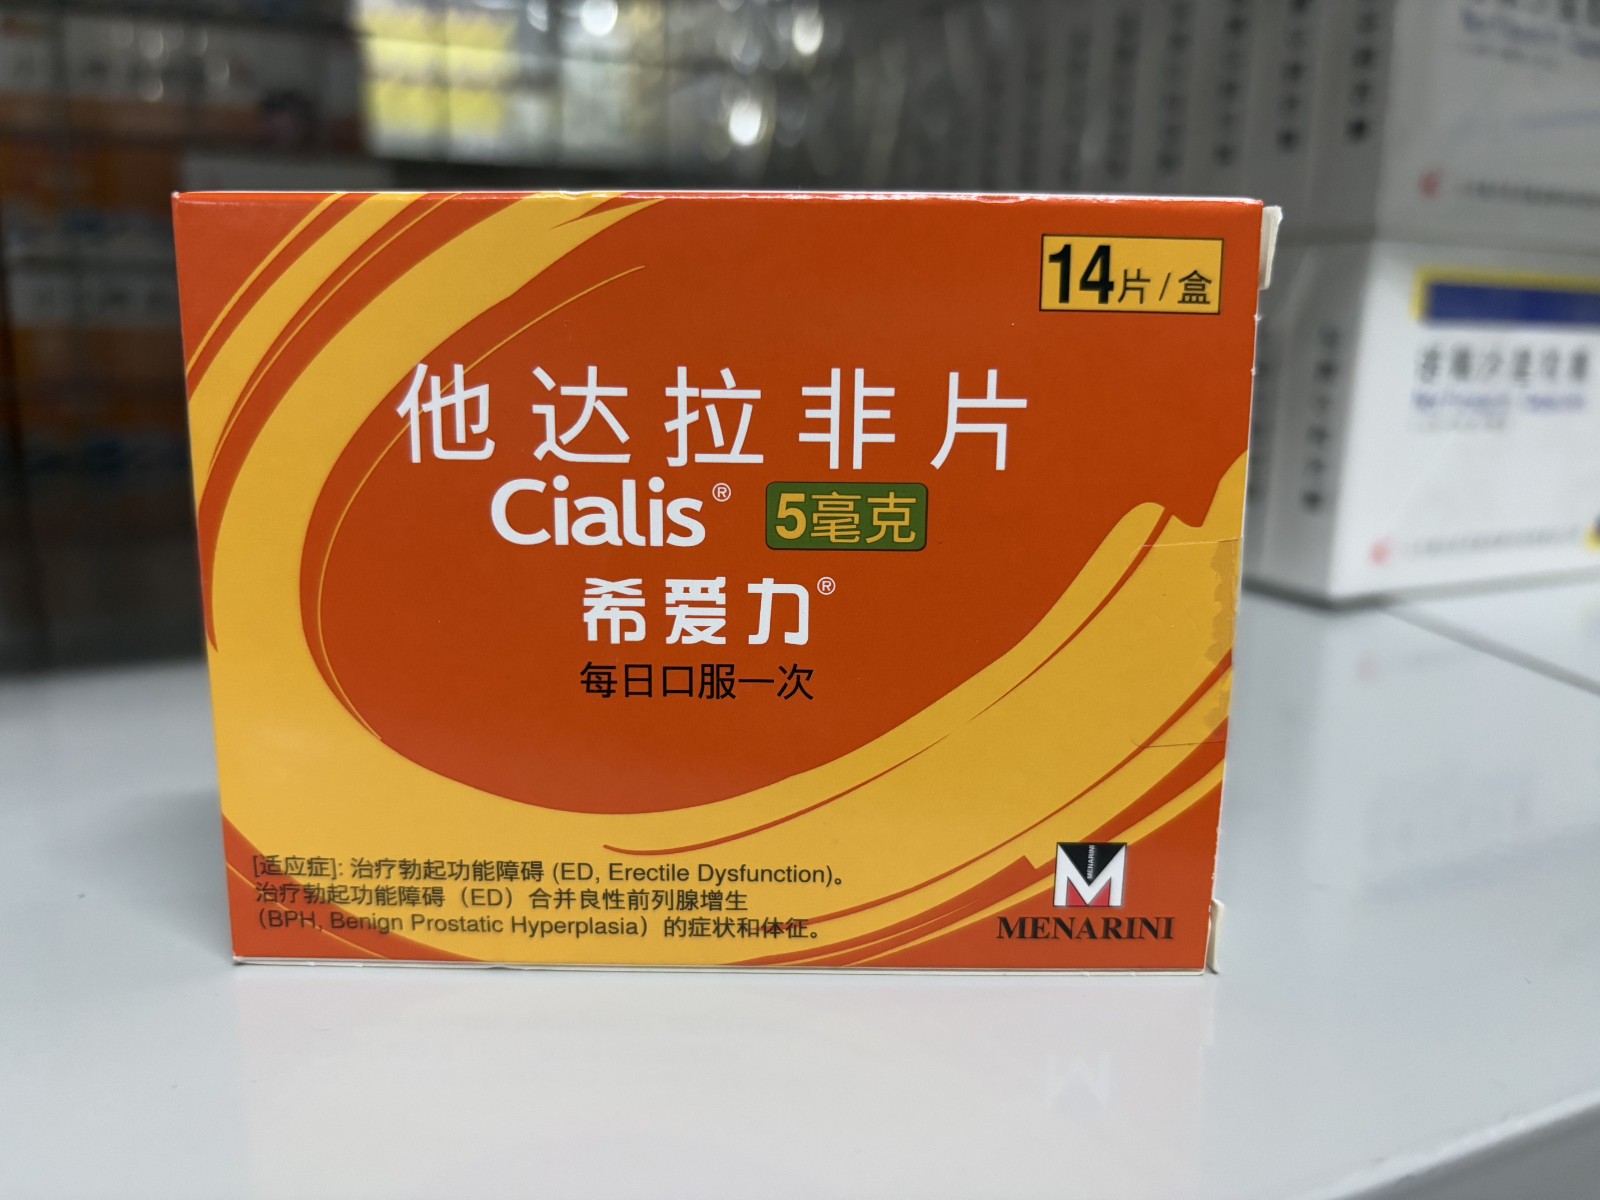 14片/盒
他达拉非片
Cialis® 5毫克
希爱力®
每日口服一次
[适应症]: 治疗勃起功能障碍 (ED, Erectile Dysfunction)。
治疗勃起功能障碍（ED）合并良性前列腺增生
（BPH, Benign Prostatic Hyperplasia）的症状和体征。
MENARINI
MENARINI